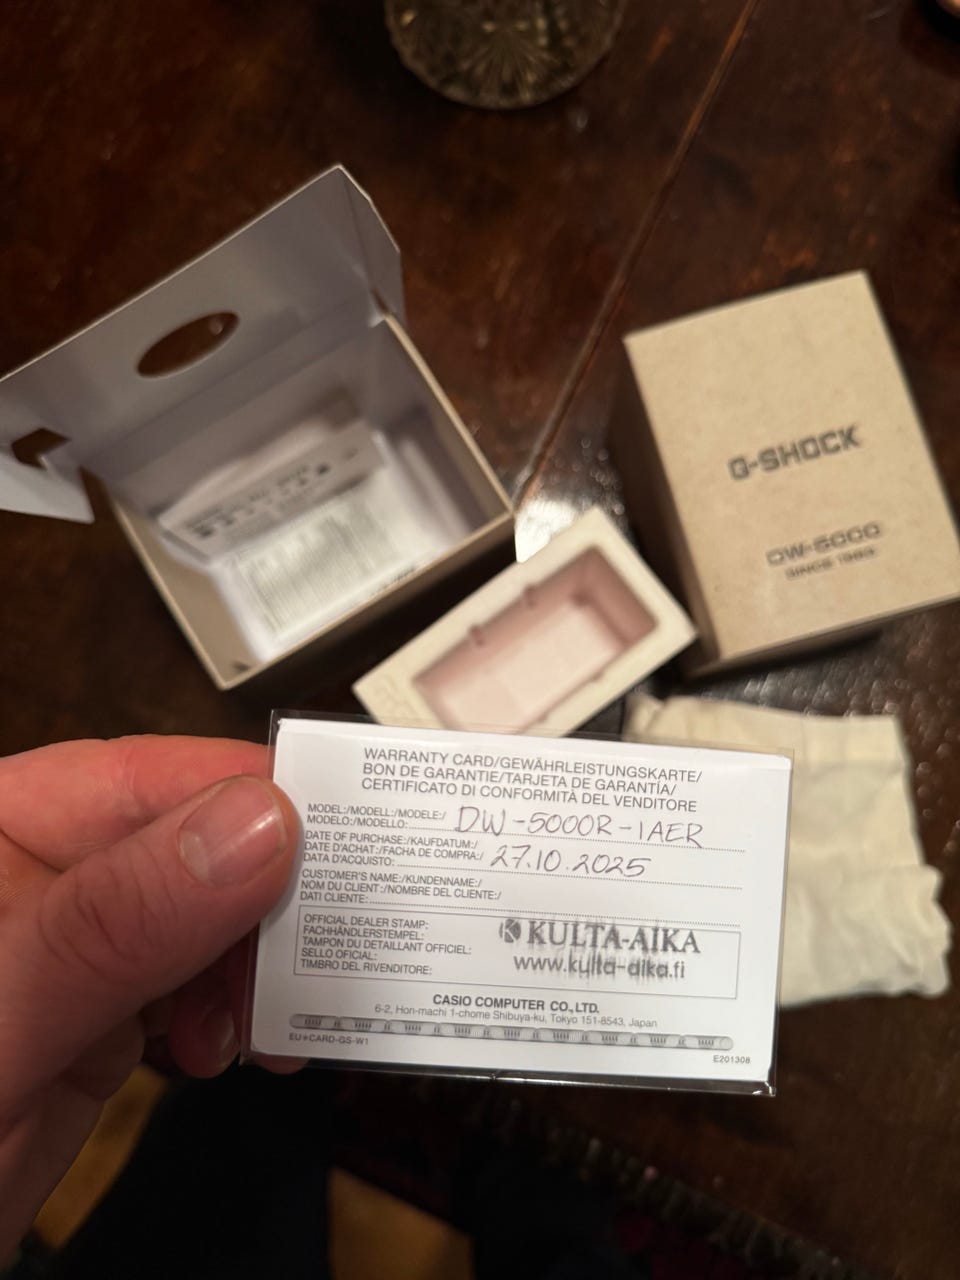 G-SHOCK
DW-5000
SINCE 1983
WARRANTY CARD/GEWÄHRLEISTUNGSKARTE/
BON DE GARANTIE/TARJETA DE GARANTÍA/
CERTIFICATO DI CONFORMITÀ DEL VENDITORE
MODEL:/MODELL:/MODELE:/
MODELO:/MODELLO: DW-5000R-1AER
DATE OF PURCHASE:/KAUFDATUM:/
DATE D'ACHAT:/FACHA DE COMPRA:/
DATA D'ACQUISTO: 27.10.2025
CUSTOMER'S NAME:/KUNDENNAME:/
NOM DU CLIENT:/NOMBRE DEL CLIENTE:/
DATI CLIENTE:
OFFICIAL DEALER STAMP:
FACHHÄNDLERSTEMPEL:
TAMPON DU DÉTAILLANT OFFICIEL:
SELLO OFICIAL:
TIMBRO DEL RIVENDITORE:
KULTA-AIKA
www.kulta-aika.fi
CASIO COMPUTER CO.,LTD.
6-2, Hon-machi 1-chome Shibuya-ku, Tokyo 151-8543, Japan
EU✳CARD-GS-W1
E201308